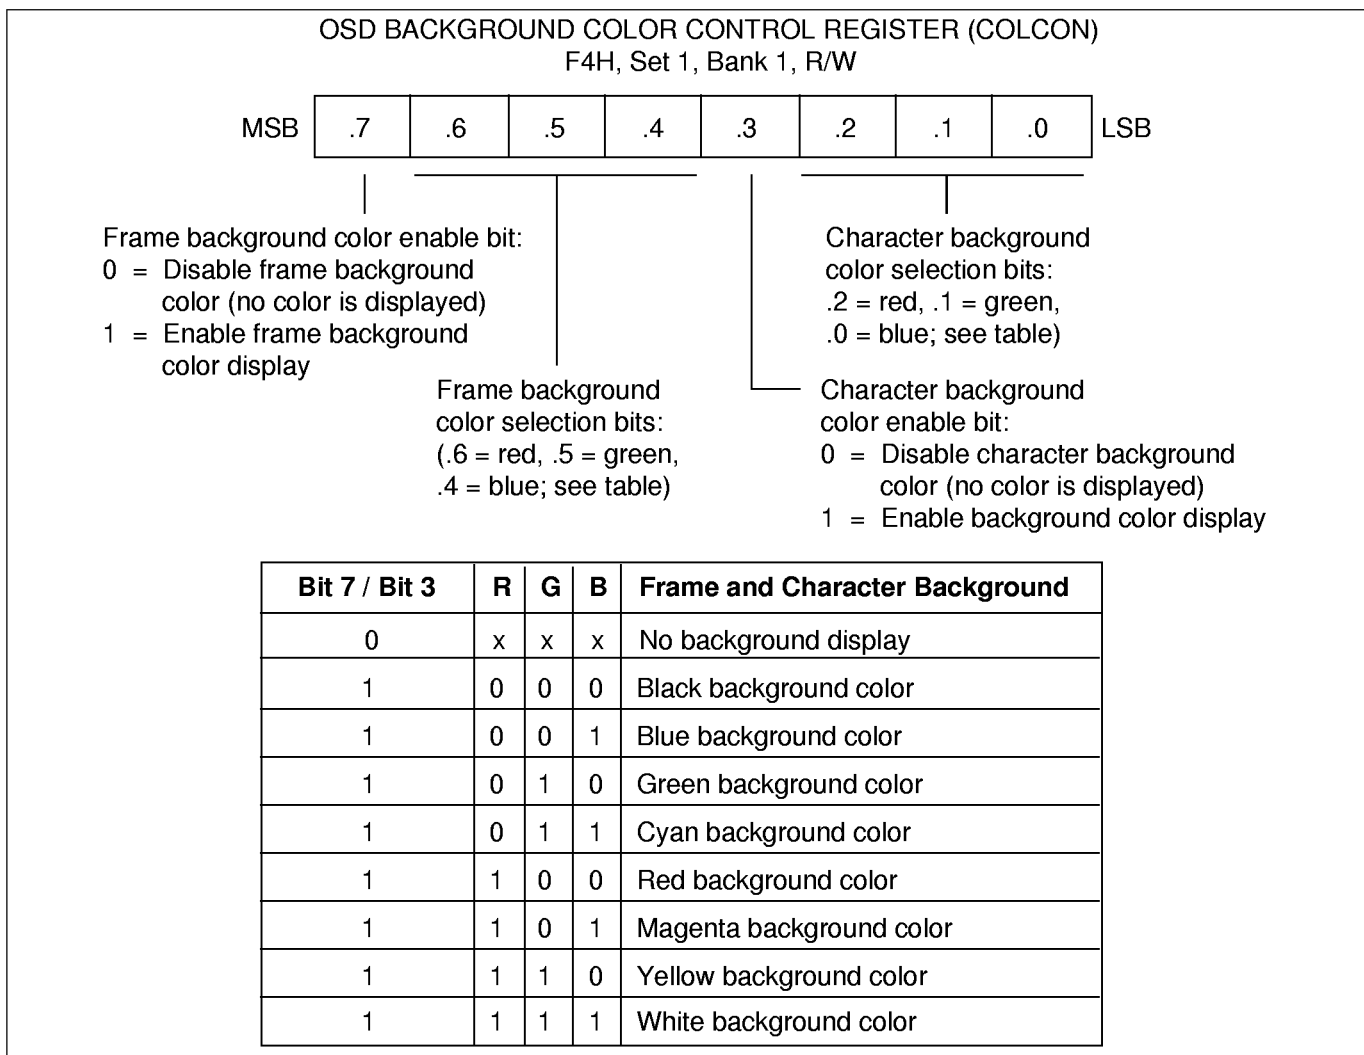 OSD BACKGROUND COLOR CONTROL REGISTER (COLCON)
F4H, Set 1, Bank 1, R/W
MSB .7 .6 .5 .4 .3 .2 .1 .0 LSB
Frame background color enable bit:
0 = Disable frame background
color (no color is displayed)
1 = Enable frame background
color display
Frame background
color selection bits:
(.6 = red, .5 = green,
.4 = blue; see table)
Character background
color selection bits:
.2 = red, .1 = green,
.0 = blue; see table)
Character background
color enable bit:
0 = Disable character background
color (no color is displayed)
1 = Enable background color display
Bit 7 / Bit 3 R G B Frame and Character Background
0 x x x No background display
1 0 0 0 Black background color
1 0 0 1 Blue background color
1 0 1 0 Green background color
1 0 1 1 Cyan background color
1 1 0 0 Red background color
1 1 0 1 Magenta background color
1 1 1 0 Yellow background color
1 1 1 1 White background color